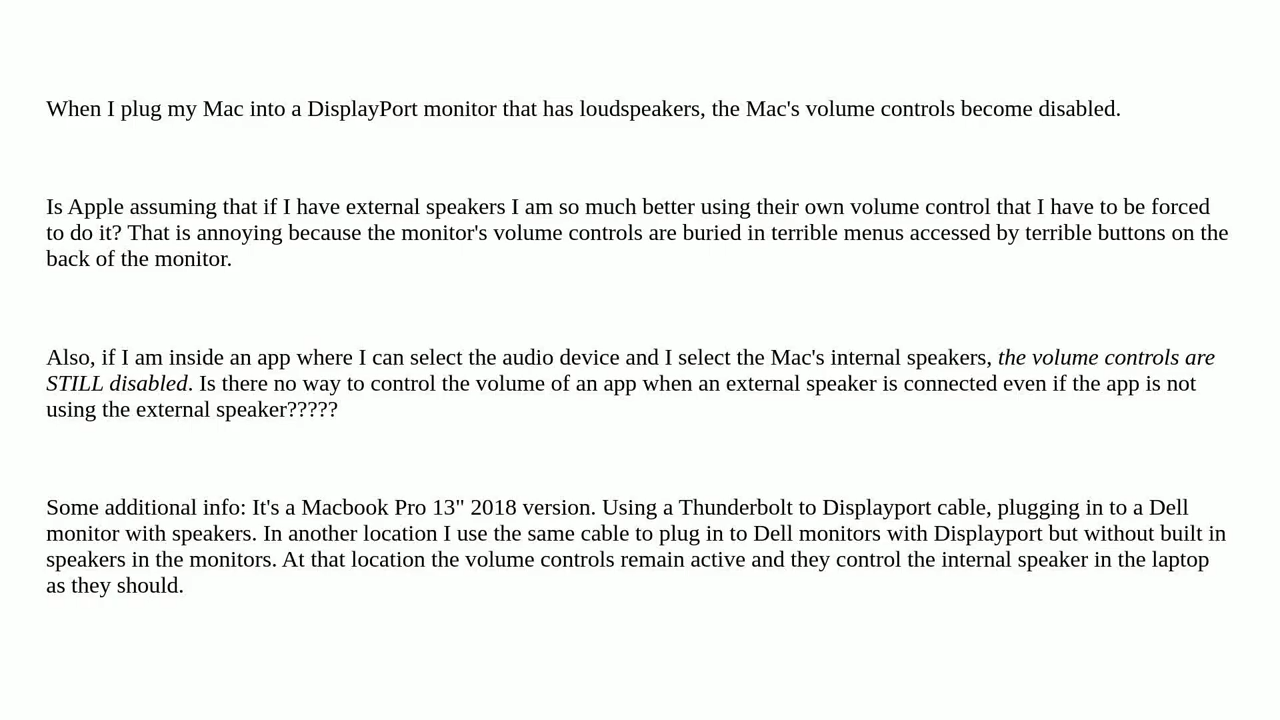 When I plug my Mac into a DisplayPort monitor that has loudspeakers, the Mac's volume controls become disabled.
Is Apple assuming that if I have external speakers I am so much better using their own volume control that I have to be forced
to do it? That is annoying because the monitor's volume controls are buried in terrible menus accessed by terrible buttons on the
back of the monitor.
Also, if I am inside an app where I can select the audio device and I select the Mac's internal speakers, the volume controls are
STILL disabled. Is there no way to control the volume of an app when an external speaker is connected even if the app is not
using the external speaker?????
Some additional info: It's a Macbook Pro 13" 2018 version. Using a Thunderbolt to Displayport cable, plugging in to a Dell
monitor with speakers. In another location I use the same cable to plug in to Dell monitors with Displayport but without built in
speakers in the monitors. At that location the volume controls remain active and they control the internal speaker in the laptop
as they should.